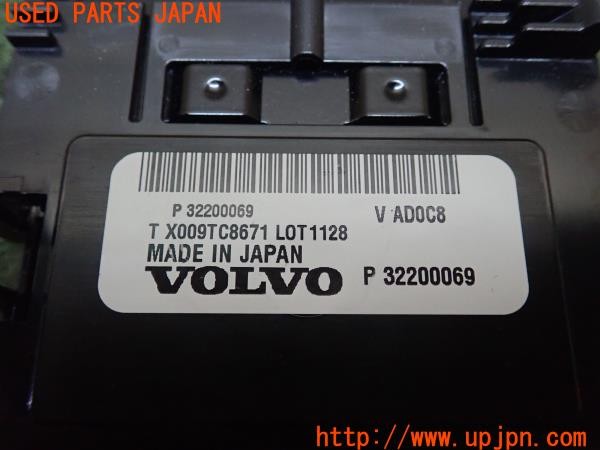 USED PARTS JAPAN
P 32200069
V AD0C8
T X009TC8671 LOT1128
MADE IN JAPAN
VOLVO P 32200069
http://www.upjpn.com